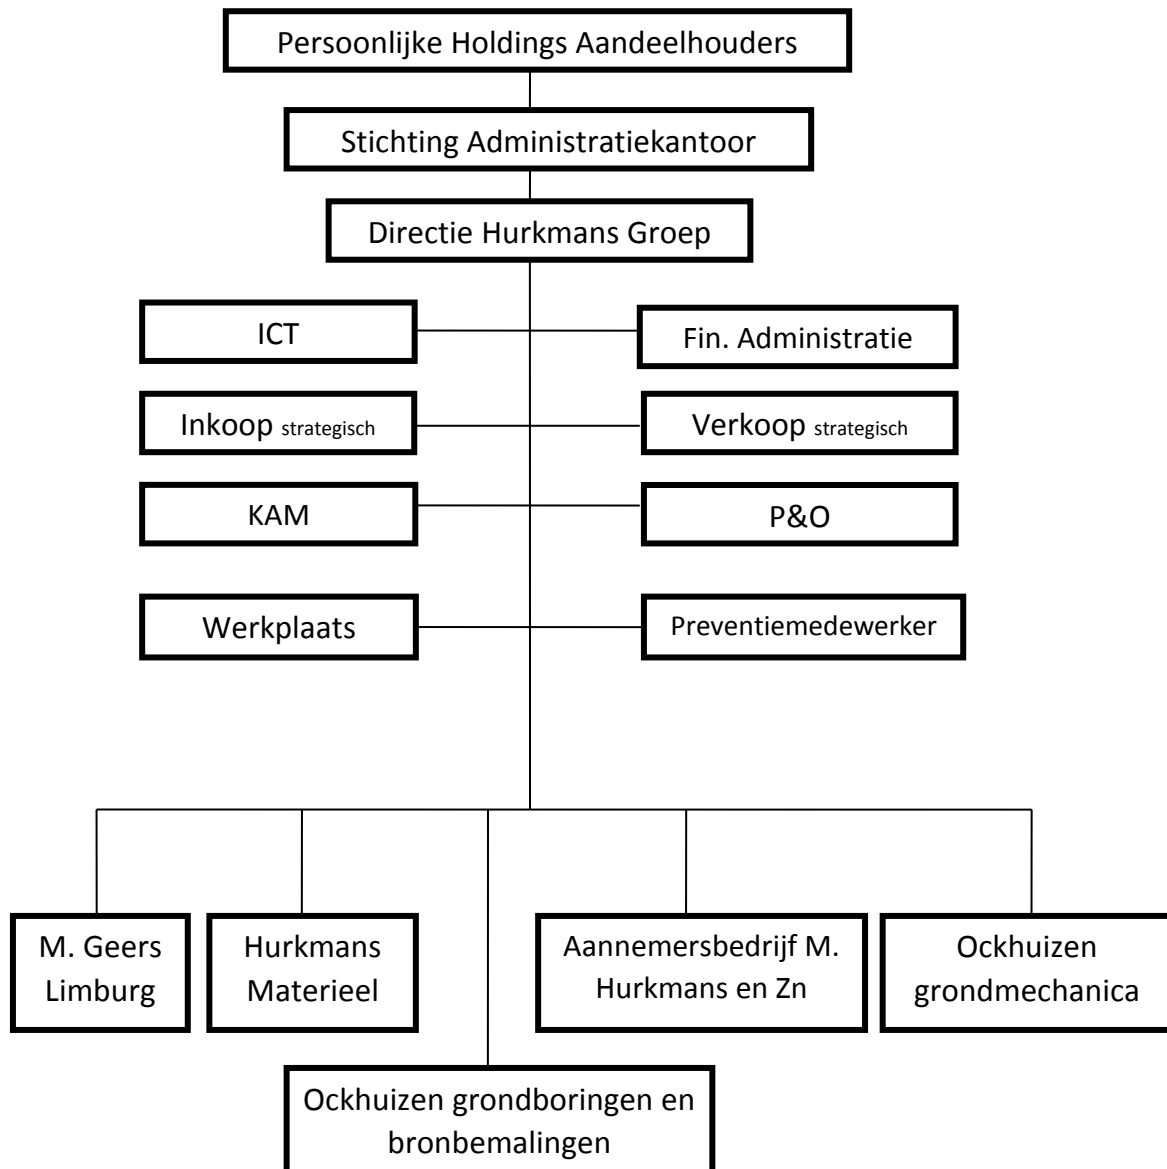 Persoonlijke Holdings Aandeelhouders
Stichting Administratiekantoor
Directie Hurkmans Groep
ICT
Fin. Administratie
Inkoop strategisch
Verkoop strategisch
KAM
P&O
Werkplaats
Preventiemedewerker
M. Geers
Limburg
Hurkmans
Materieel
Aannemersbedrijf M.
Hurkmans en Zn
Ockhuizen
grondmechanica
Ockhuizen grondboringen en
bronbemalingen